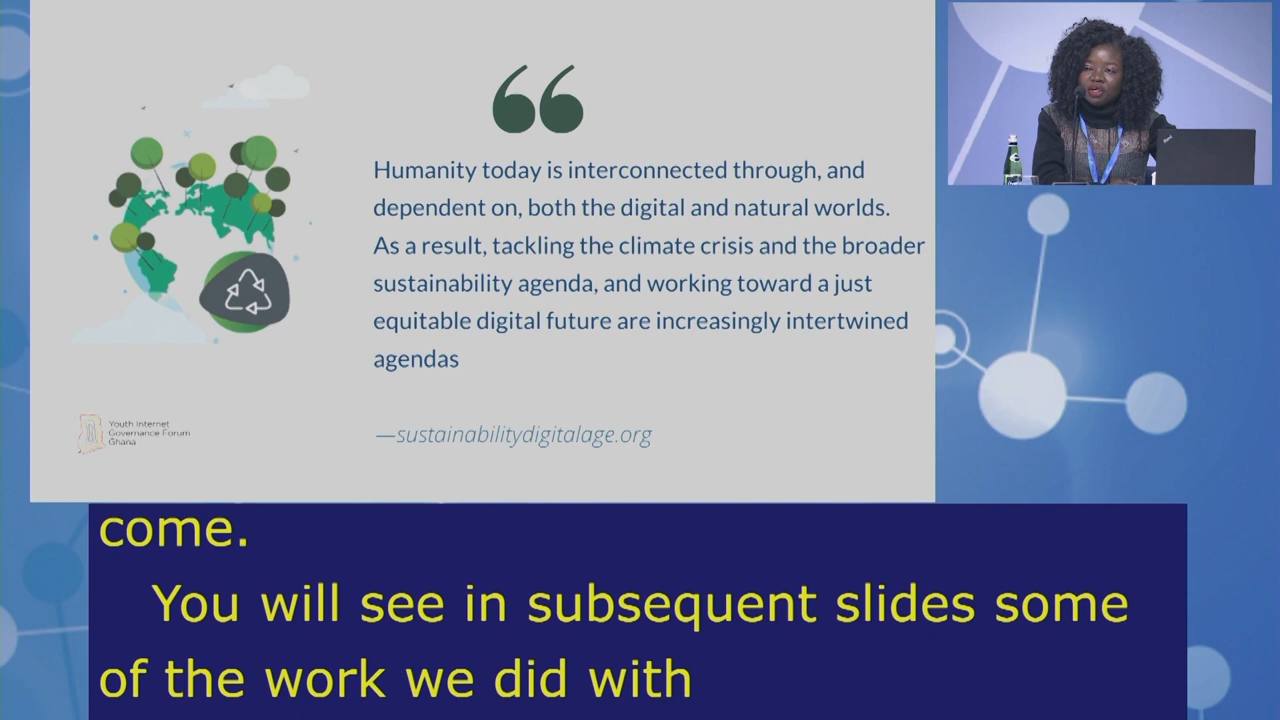 “
Humanity today is interconnected through, and
dependent on, both the digital and natural worlds.
As a result, tackling the climate crisis and the broader
sustainability agenda, and working toward a just
equitable digital future are increasingly intertwined
agendas
—sustainabilitydigitalage.org
Youth Internet
Governance Forum
Ghana
come.
You will see in subsequent slides some
of the work we did with